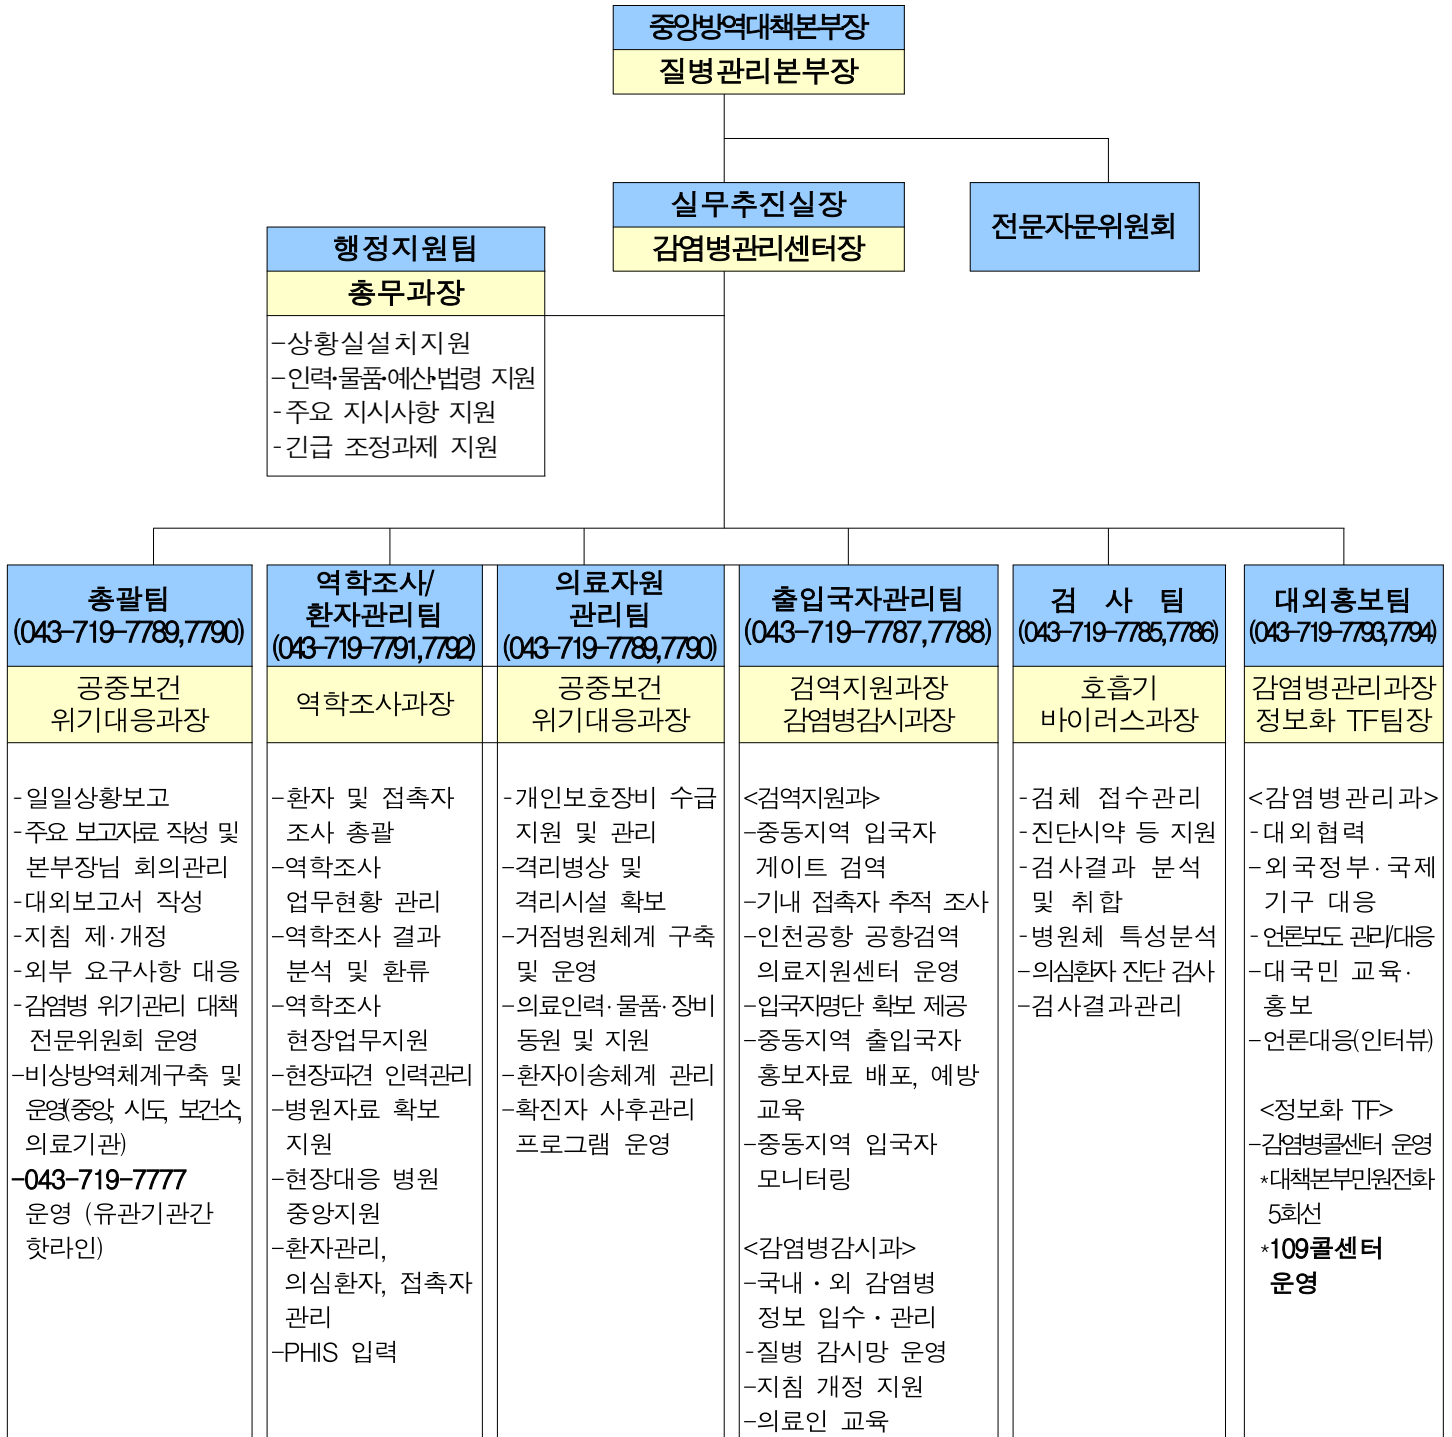 중앙방역대책본부장
질병관리본부장
실무추진실장
감염병관리센터장
전문자문위원회
행정지원팀
총무과장
-상황실설치지원
-인력·물품·예산·법령 지원
-주요 지시사항 지원
-긴급 조정과제 지원
총괄팀
(043-719-7789,7790)
공중보건
위기대응과장
-일일상황보고
-주요 보고자료 작성 및
본부장님 회의관리
-대외보고서 작성
-지침 제·개정
-외부 요구사항 대응
-감염병 위기관리 대책
전문위원회 운영
-비상방역체계구축 및
운영(중앙, 시도, 보건소,
의료기관)
-043-719-7777
운영 (유관기관간
핫라인)
역학조사/
환자관리팀
(043-719-7791,7792)
역학조사과장
-환자 및 접촉자
조사 총괄
-역학조사
업무현황 관리
-역학조사 결과
분석 및 환류
-역학조사
현장업무지원
-현장파견 인력관리
-병원자료 확보
지원
-현장대응 병원
중앙지원
-환자관리,
의심환자, 접촉자
관리
-PHIS 입력
의료자원
관리팀
(043-719-7789,7790)
공중보건
위기대응과장
-개인보호장비 수급
지원 및 관리
-격리병상 및
격리시설 확보
-거점병원체계 구축
및 운영
-의료인력·물품·장비
동원 및 지원
-환자이송체계 관리
-확진자 사후관리
프로그램 운영
출입국자관리팀
(043-719-7787,7788)
검역지원과장
감염병감시과장
<검역지원과>
-중동지역 입국자
게이트 검역
-기내 접촉자 추적 조사
-인천공항 공항검역
의료지원센터 운영
-입국자명단 확보 제공
-중동지역 출입국자
홍보자료 배포, 예방
교육
-중동지역 입국자
모니터링
<감염병감시과>
-국내·외 감염병
정보 입수·관리
-질병 감시망 운영
-지침 개정 지원
-의료인 교육
검 사 팀
(043-719-7785,7786)
호흡기
바이러스과장
-검체 접수관리
-진단시약 등 지원
-검사결과 분석
및 취합
-병원체 특성분석
-의심환자 진단 검사
-검사결과관리
대외홍보팀
(043-719-7793,7794)
감염병관리과장
정보화 TF팀장
<감염병관리과>
-대외협력
-외국정부·국제
기구 대응
-언론보도 관리/대응
-대국민 교육·
홍보
-언론대응(인터뷰)
<정보화 TF>
-감염병콜센터 운영
*대책본부민원전화
5회선
*109콜센터
운영